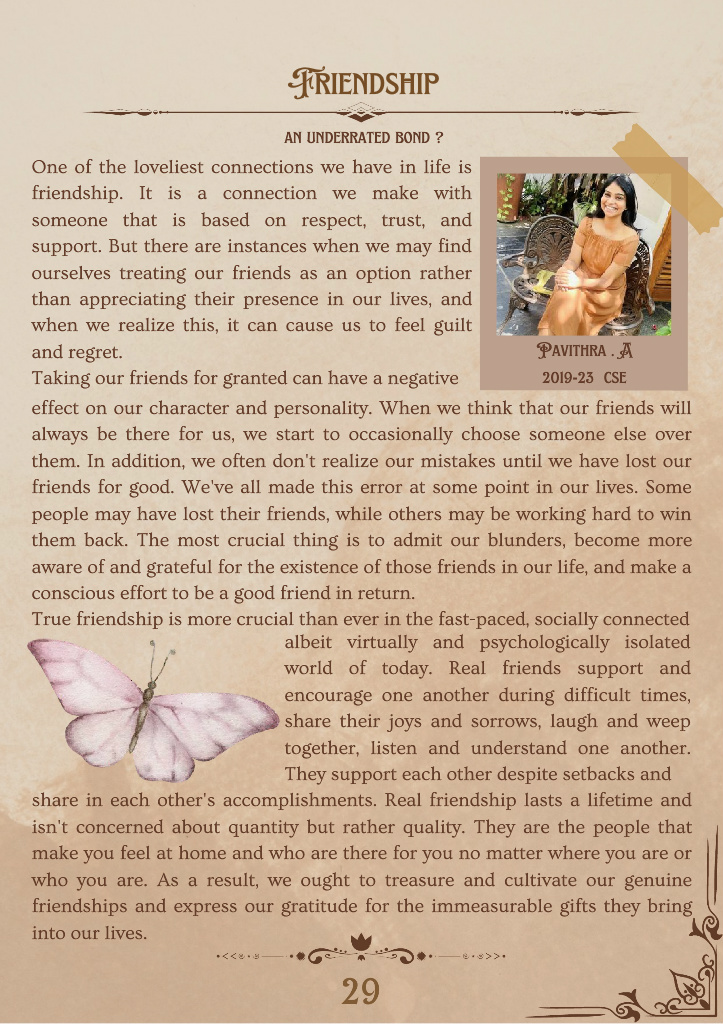 FRIENDSHIP
AN UNDERRATED BOND ?
One of the loveliest connections we have in life is
friendship. It is a connection we make with
someone that is based on respect, trust, and
support. But there are instances when we may find
ourselves treating our friends as an option rather
than appreciating their presence in our lives, and
when we realize this, it can cause us to feel guilt
and regret.
PAVITHRA . A
2019-23 CSE
Taking our friends for granted can have a negative
effect on our character and personality. When we think that our friends will
always be there for us, we start to occasionally choose someone else over
them. In addition, we often don't realize our mistakes until we have lost our
friends for good. We've all made this error at some point in our lives. Some
people may have lost their friends, while others may be working hard to win
them back. The most crucial thing is to admit our blunders, become more
aware of and grateful for the existence of those friends in our life, and make a
conscious effort to be a good friend in return.
True friendship is more crucial than ever in the fast-paced, socially connected
albeit virtually and psychologically isolated
world of today. Real friends support and
encourage one another during difficult times,
share their joys and sorrows, laugh and weep
together, listen and understand one another.
They support each other despite setbacks and
share in each other's accomplishments. Real friendship lasts a lifetime and
isn't concerned about quantity but rather quality. They are the people that
make you feel at home and who are there for you no matter where you are or
who you are. As a result, we ought to treasure and cultivate our genuine
friendships and express our gratitude for the immeasurable gifts they bring
into our lives.
29